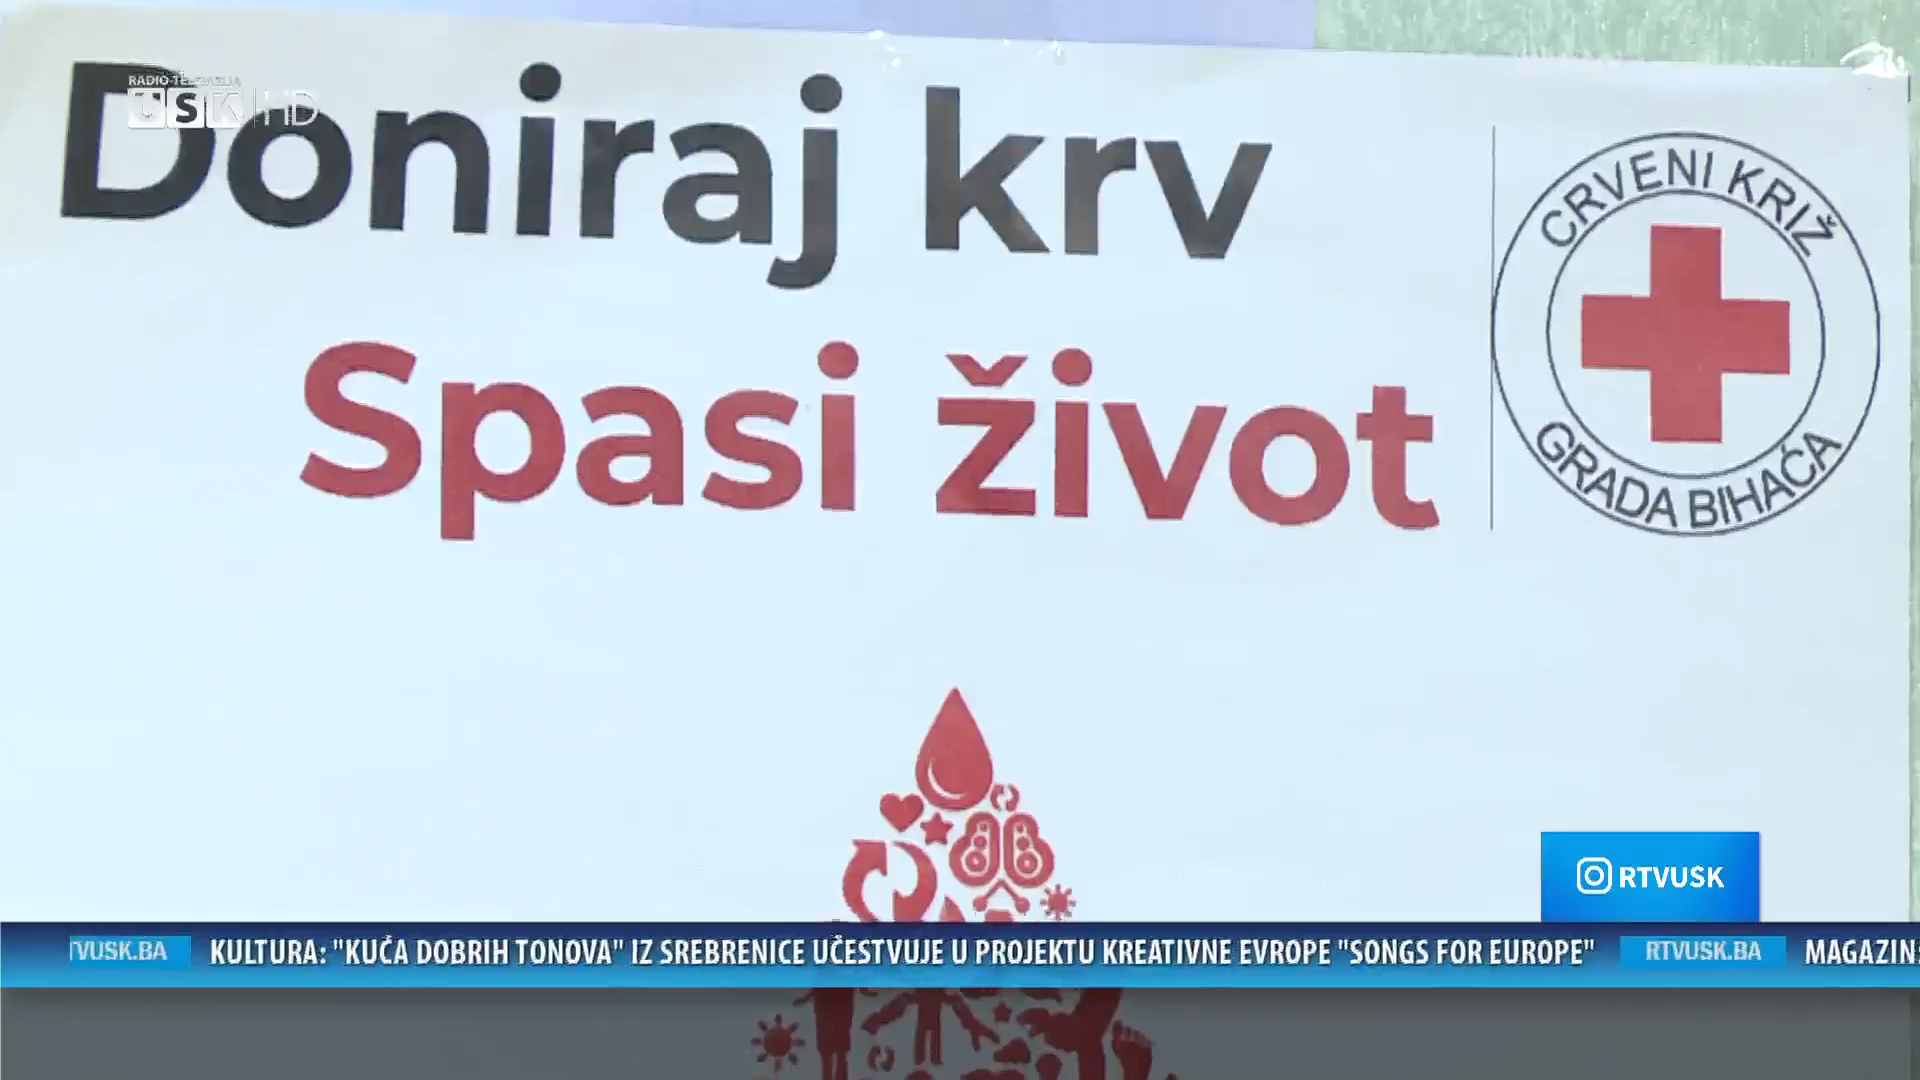 RADIO-TELEVIZIJA
USK HD
Doniraj krv
Spasi život
CRVENI KRIŽ
GRADA BIHAĆA
RTVUSK
TVUSK.BA KULTURA: "KUĆA DOBRIH TONOVA" IZ SREBRENICE UČESTVUJE U PROJEKTU KREATIVNE EVROPE "SONGS FOR EUROPE" RTVUSK.BA MAGAZIN: